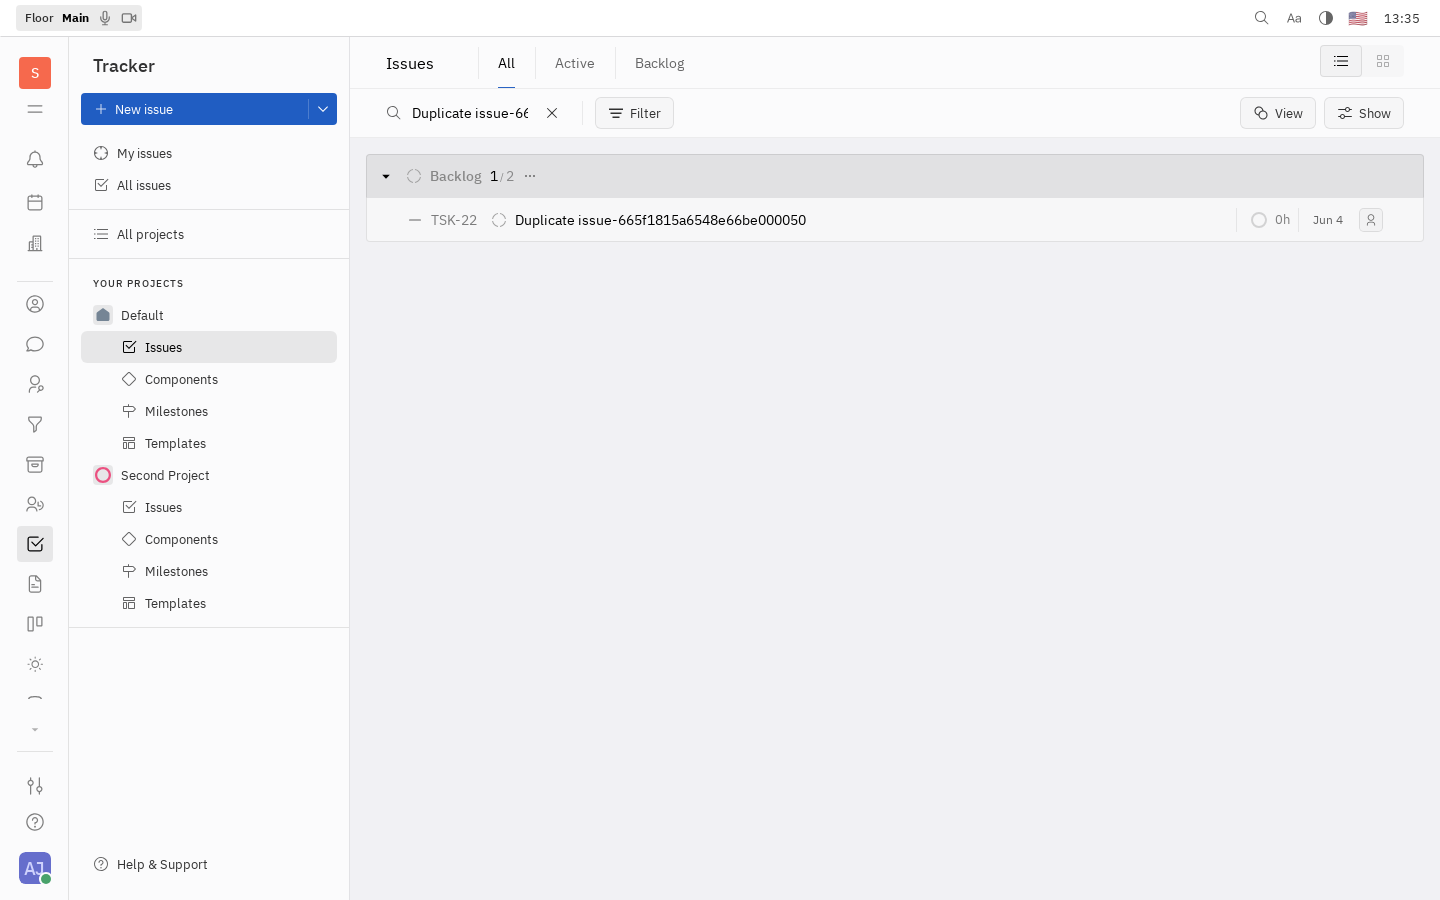 Floor Main
Aa
13:35
S
Tracker
New issue
My issues
All issues
All projects
YOUR PROJECTS
Default
Issues
Components
Milestones
Templates
Second Project
Issues
Components
Milestones
Templates
Help & Support
AJ
Issues
All
Active
Backlog
Duplicate issue-66
Filter
View
Show
Backlog 1/2
TSK-22 Duplicate issue-665f1815a6548e66be000050 0h Jun 4